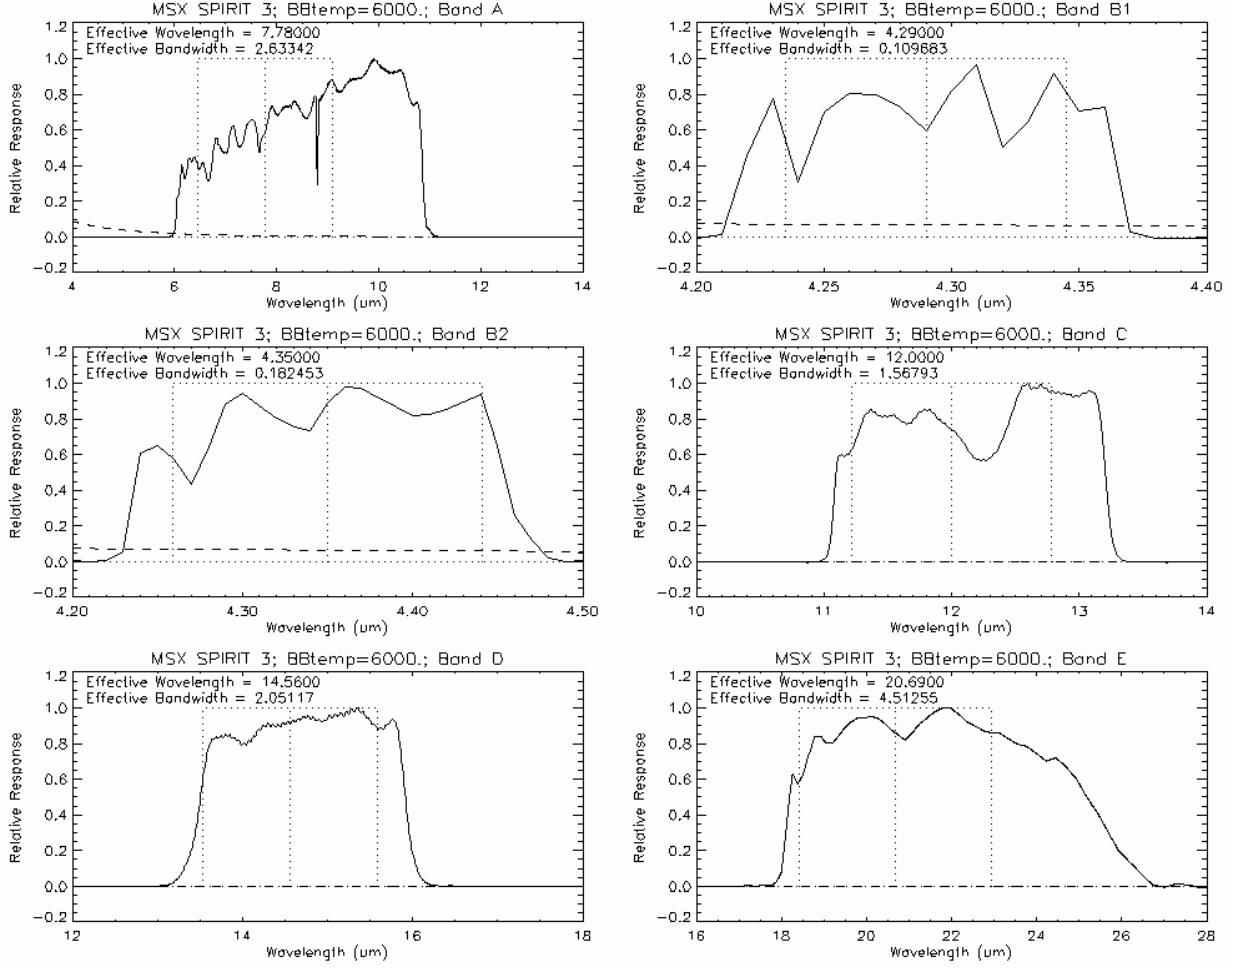 MSX SPIRIT 3; BBtemp=6000.; Band A
Effective Wavelength = 7.78000
Effective Bandwidth = 2.63342
Relative Response
1.2
1.0
0.8
0.6
0.4
0.2
0.0
−0.2
4 6 8 10 12 14
Wavelength (um)
MSX SPIRIT 3; BBtemp=6000.; Band B1
Effective Wavelength = 4.29000
Effective Bandwidth = 0.109683
Relative Response
1.2
1.0
0.8
0.6
0.4
0.2
0.0
−0.2
4.20 4.25 4.30 4.35 4.40
Wavelength (um)
MSX SPIRIT 3; BBtemp=6000.; Band B2
Effective Wavelength = 4.35000
Effective Bandwidth = 0.182453
Relative Response
1.2
1.0
0.8
0.6
0.4
0.2
0.0
−0.2
4.20 4.30 4.40 4.50
Wavelength (um)
MSX SPIRIT 3; BBtemp=6000.; Band C
Effective Wavelength = 12.0000
Effective Bandwidth = 1.56793
Relative Response
1.2
1.0
0.8
0.6
0.4
0.2
0.0
−0.2
10 11 12 13 14
Wavelength (um)
MSX SPIRIT 3; BBtemp=6000.; Band D
Effective Wavelength = 14.5600
Effective Bandwidth = 2.05117
Relative Response
1.2
1.0
0.8
0.6
0.4
0.2
0.0
−0.2
12 14 16 18
Wavelength (um)
MSX SPIRIT 3; BBtemp=6000.; Band E
Effective Wavelength = 20.6900
Effective Bandwidth = 4.51255
Relative Response
1.2
1.0
0.8
0.6
0.4
0.2
0.0
−0.2
16 18 20 22 24 26 28
Wavelength (um)